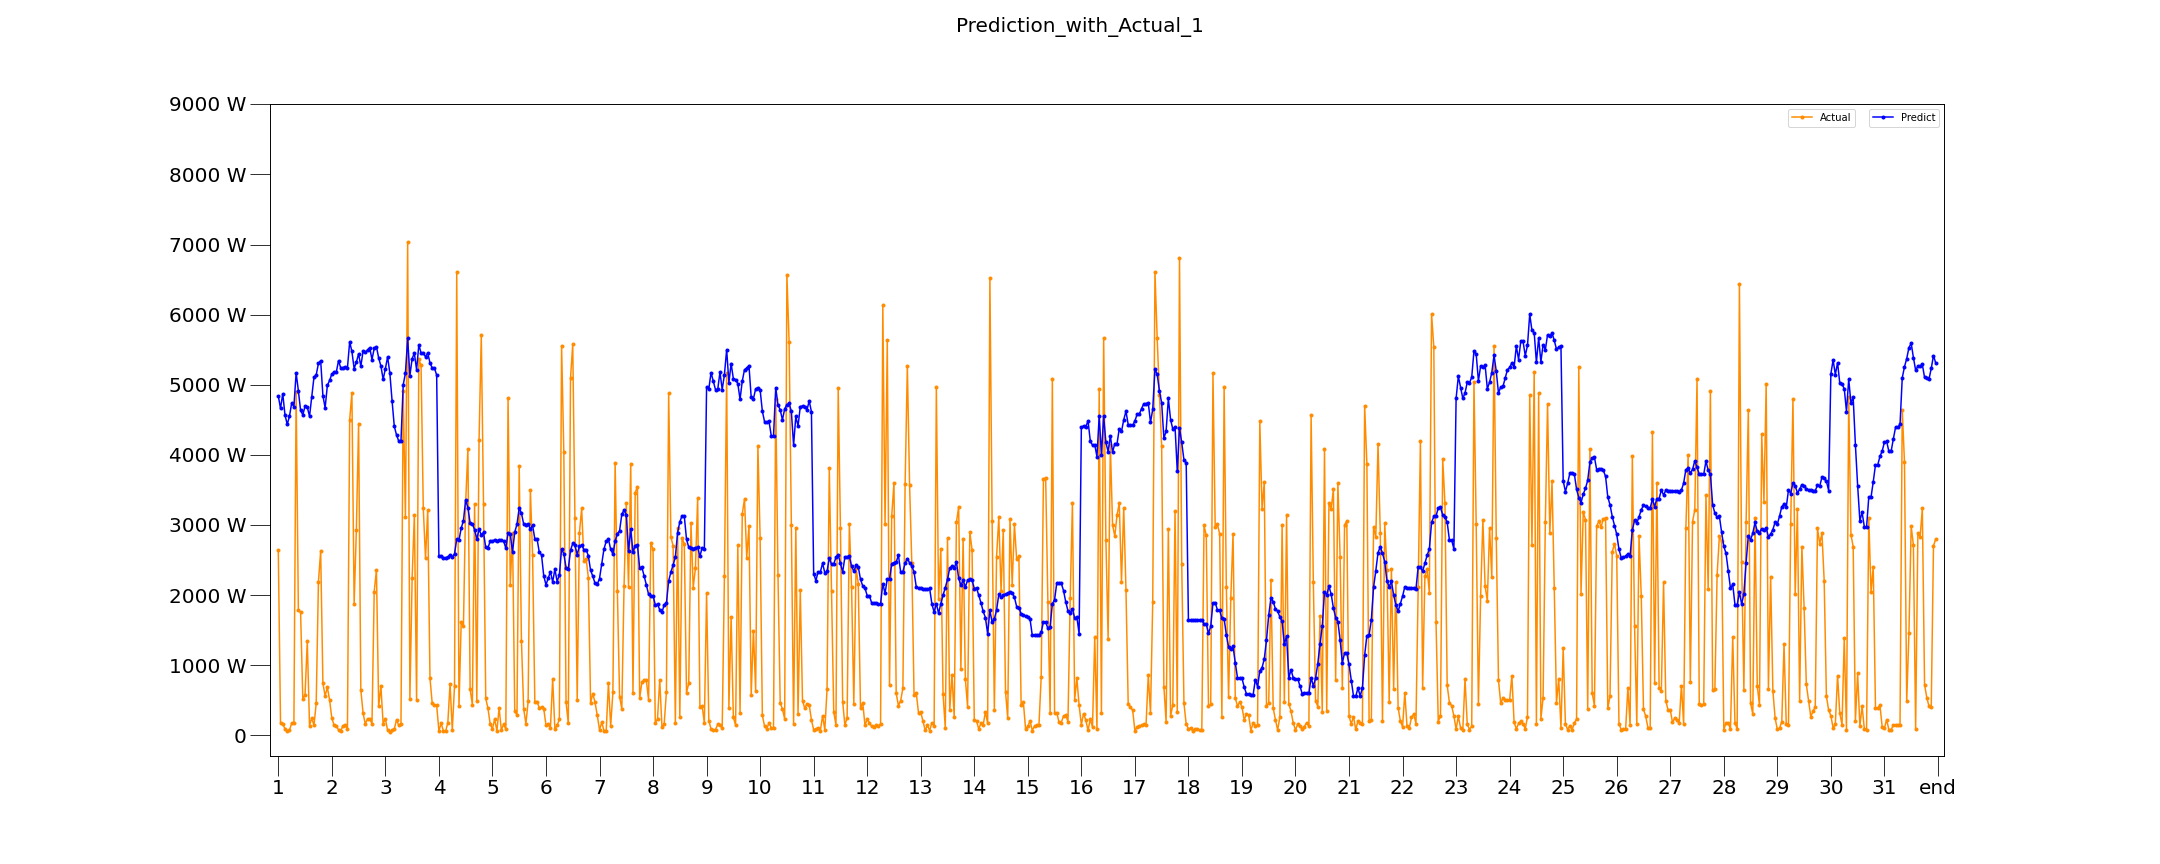 Prediction_with_Actual_1
Actual Predict
9000 W
8000 W
7000 W
6000 W
5000 W
4000 W
3000 W
2000 W
1000 W
0
1 2 3 4 5 6 7 8 9 10 11 12 13 14 15 16 17 18 19 20 21 22 23 24 25 26 27 28 29 30 31 end